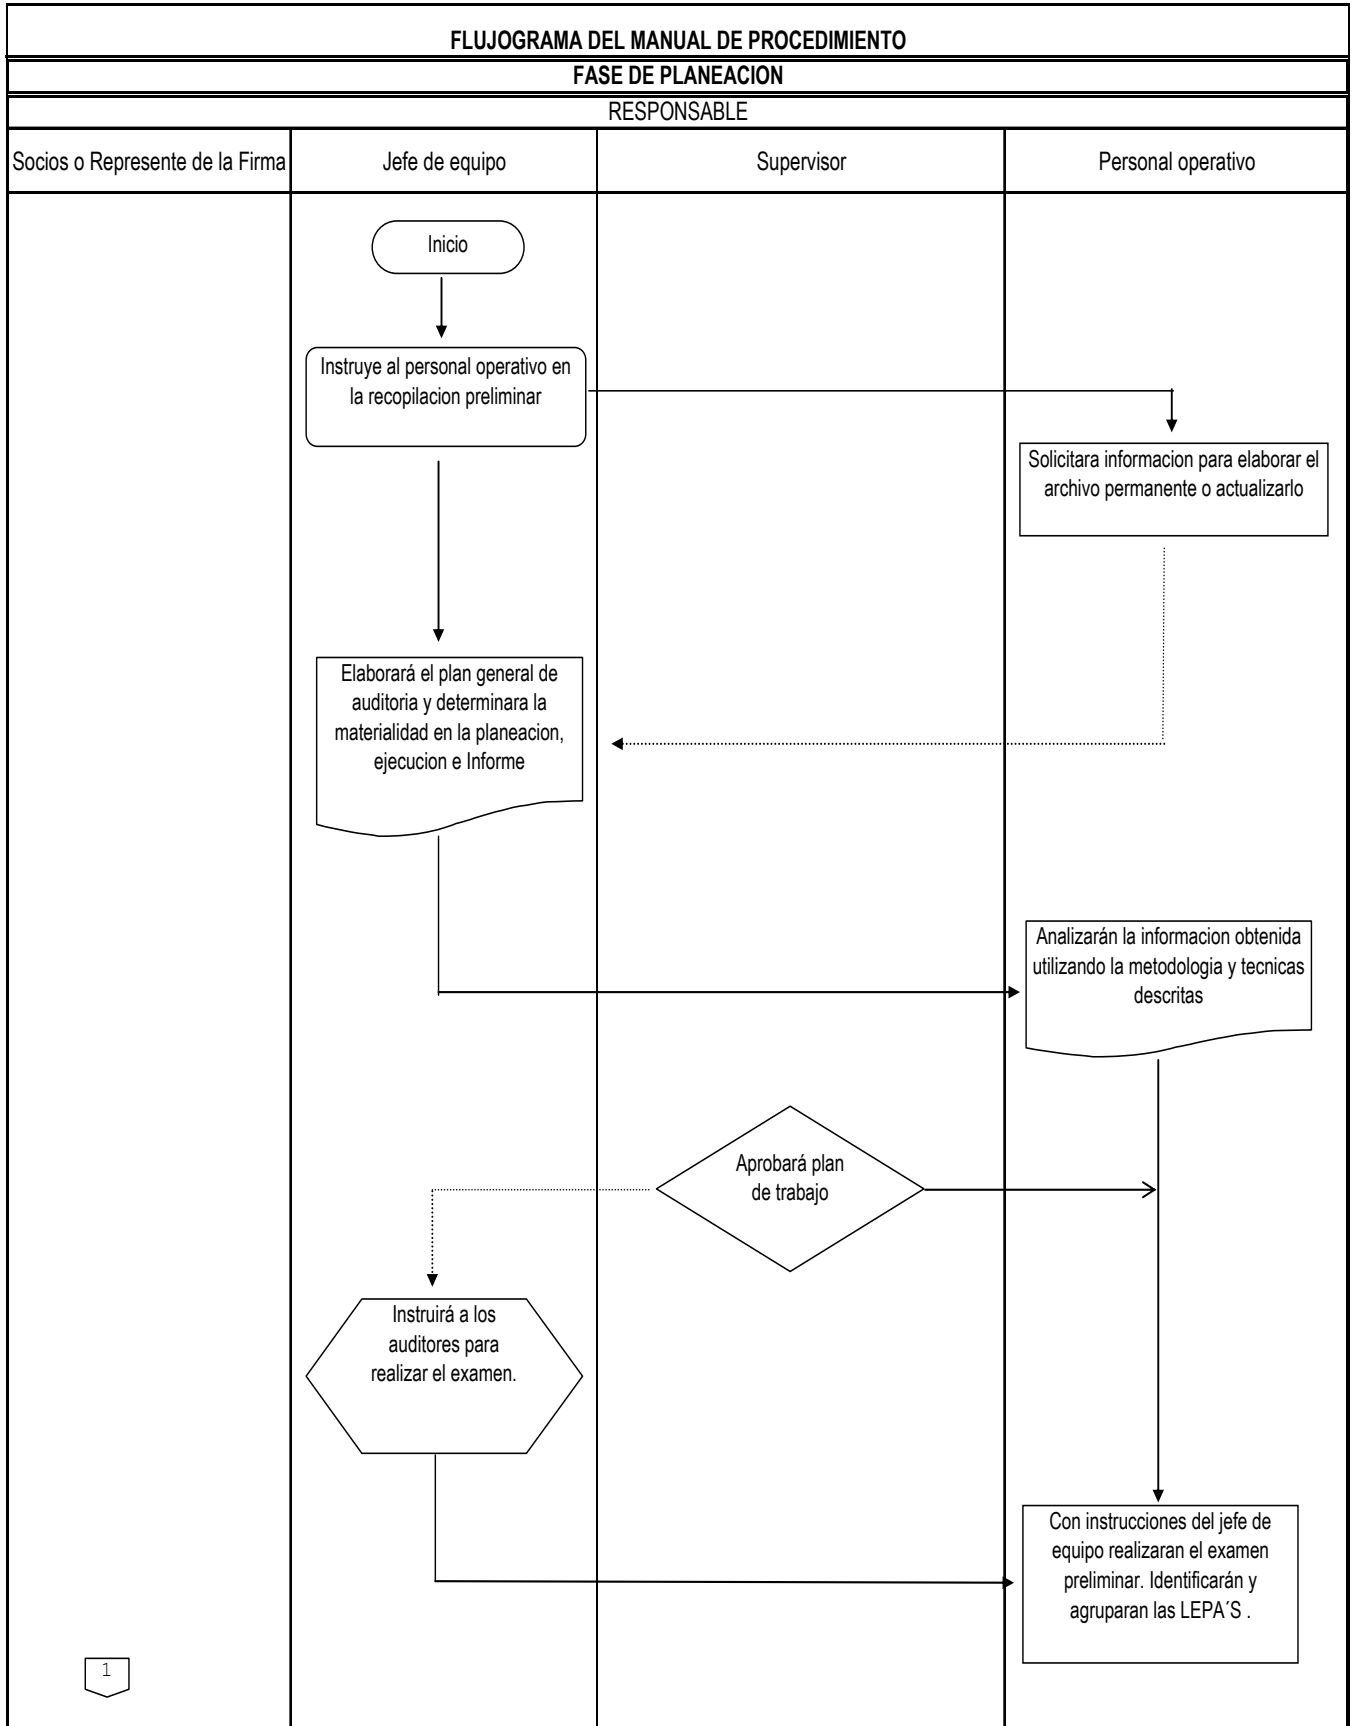 FLUJOGRAMA DEL MANUAL DE PROCEDIMIENTO
FASE DE PLANEACION
RESPONSABLE
Socios o Represente de la Firma
Jefe de equipo
Supervisor
Personal operativo
Inicio
Instruye al personal operativo en
la recopilacion preliminar
Solicitara informacion para elaborar el
archivo permanente o actualizarlo
Elaborará el plan general de
auditoria y determinara la
materialidad en la planeacion,
ejecucion e Informe
Analizarán la informacion obtenida
utilizando la metodologia y tecnicas
descritas
Aprobará plan
de trabajo
Instruirá a los
auditores para
realizar el examen.
Con instrucciones del jefe de
equipo realizaran el examen
preliminar. Identificarán y
agruparan las LEPA´S .
1